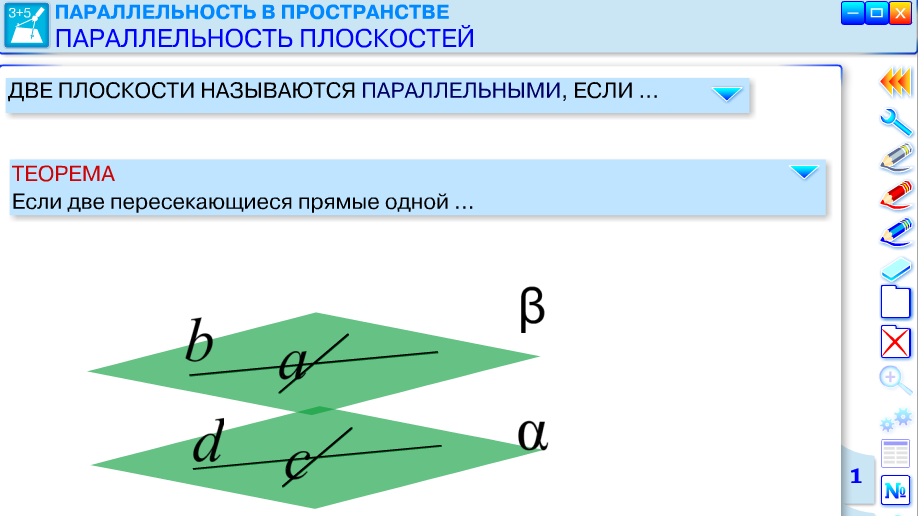 3+5
ПАРАЛЛЕЛЬНОСТЬ В ПРОСТРАНСТВЕ
ПАРАЛЛЕЛЬНОСТЬ ПЛОСКОСТЕЙ
ДВЕ ПЛОСКОСТИ НАЗЫВАЮТСЯ ПАРАЛЛЕЛЬНЫМИ, ЕСЛИ ...
ТЕОРЕМА
Если две пересекающиеся прямые одной ...
β
b
a
α
d
c
1
№